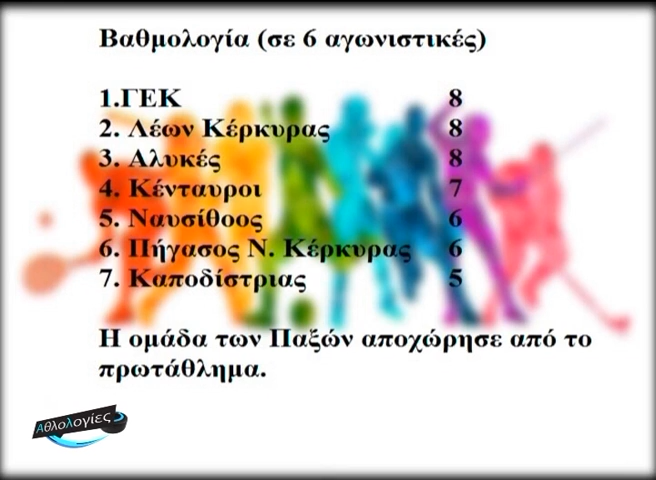 Βαθμολογία (σε 6 αγωνιστικές)
1.ΓΕΚ 8
2. Λέων Κέρκυρας 8
3. Αλυκές 8
4. Κένταυροι 7
5. Ναυσίθοος 6
6. Πήγασος Ν. Κέρκυρας 6
7. Καποδίστριας 5
Η ομάδα των Παξών αποχώρησε από το
πρωτάθλημα.
Αθλολογίες